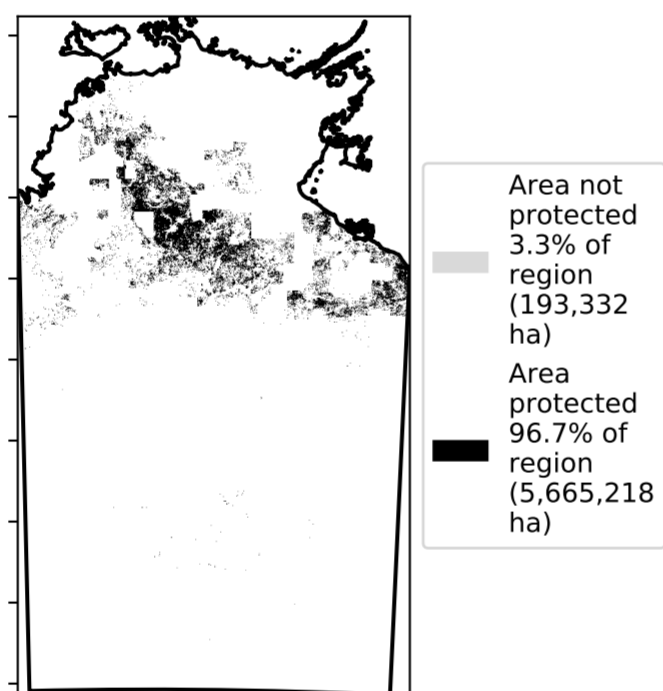 Area not
protected
3.3% of
region
(193,332
ha)
Area
protected
96.7% of
region
(5,665,218
ha)